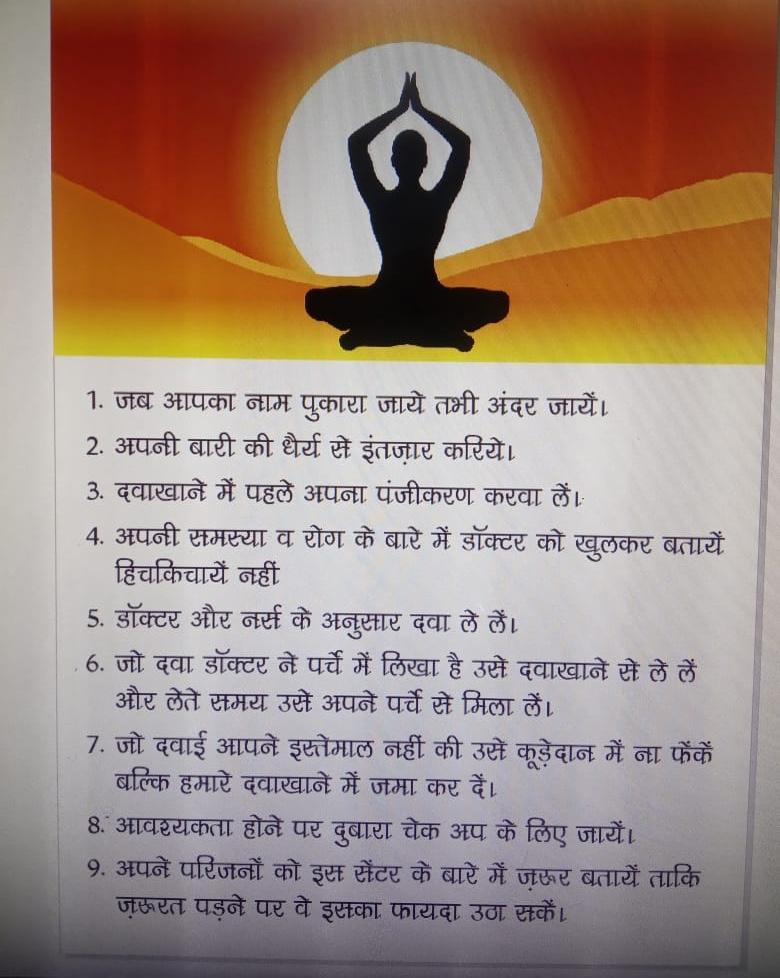 1. जब आपका नाम पुकारा जाये तभी अंदर जायें।
2. अपनी बारी की धैर्य से इंतज़ार करिये।
3. दवाखाने में पहले अपना पंजीकरण करवा लें।
4. अपनी समस्या व रोग के बारे में डॉक्टर को खुलकर बतायें
हिचकिचायें नहीं
5. डॉक्टर और नर्स के अनुसार दवा ले लें।
6. जो दवा डॉक्टर ने पर्चे में लिखा है उसे दवाखाने से ले लें
और लेते समय उसे अपने पर्चे से मिला लें।
7. जो दवाई आपने इस्तेमाल नहीं की उसे कूड़ेदान में ना फेंकें
बल्कि हमारे दवाखाने में जमा कर दें।
8. आवश्यकता होने पर दुबारा चेक अप के लिए जायें।
9. अपने परिजनों को इस सेंटर के बारे में ज़रूर बतायें ताकि
ज़रूरत पड़ने पर वे इसका फायदा उठा सकें।